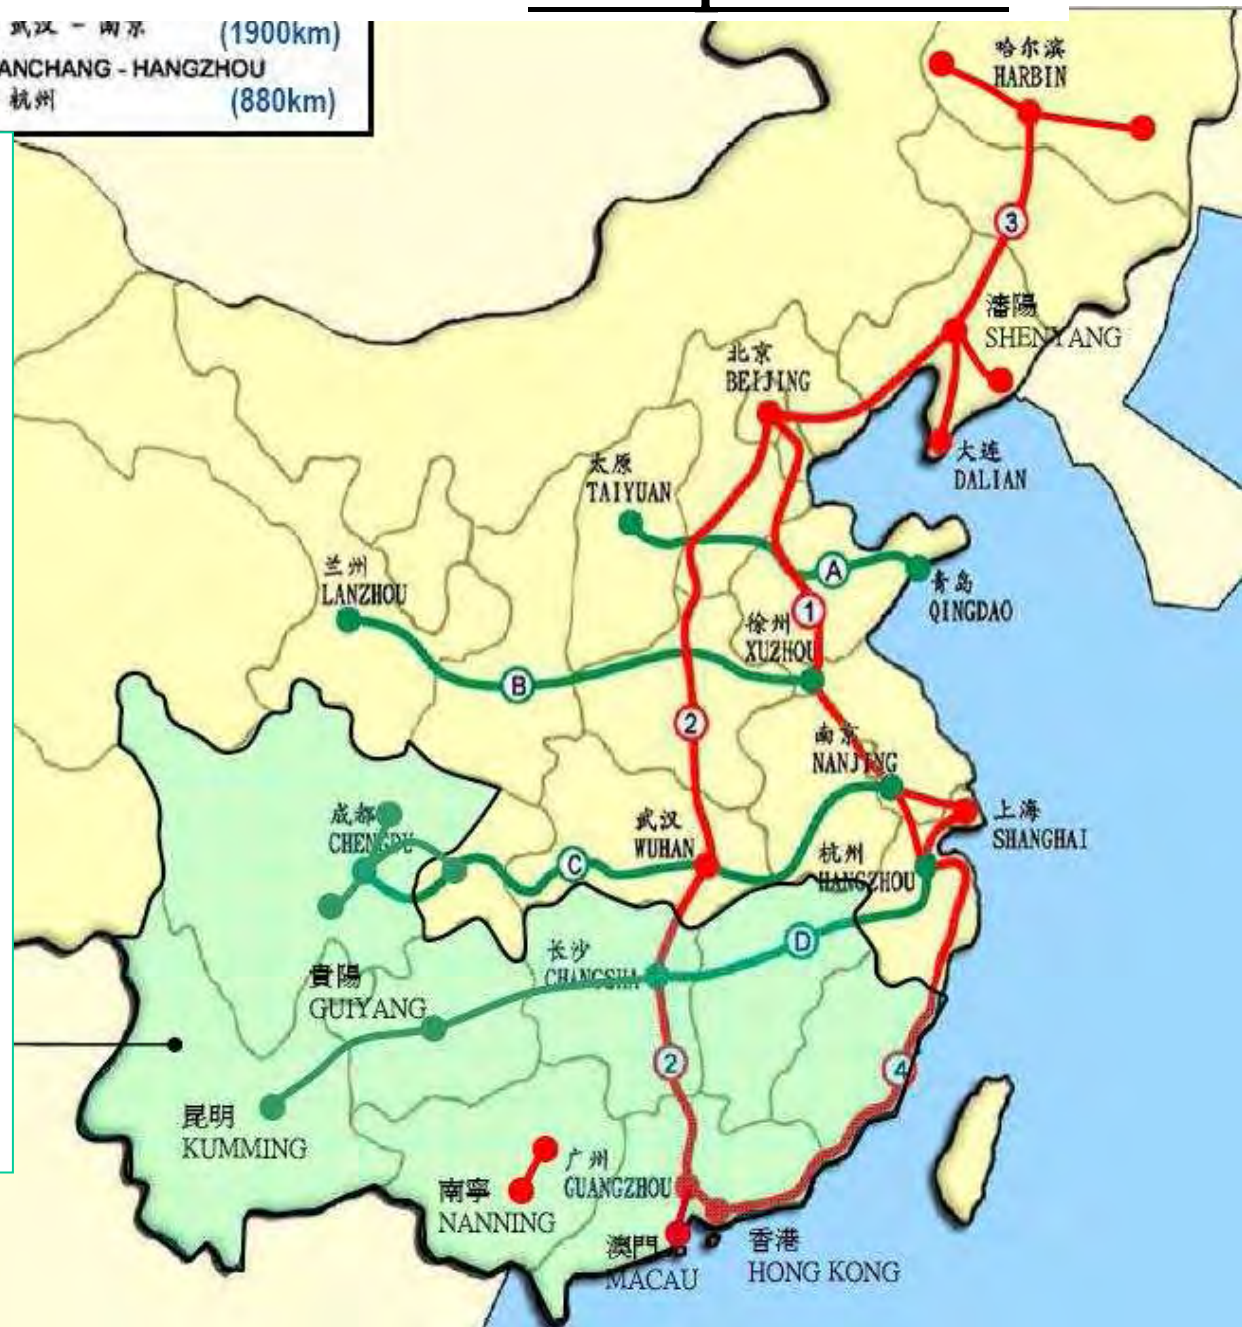 武汉 - 南京 (1900km)
ANCHANG - HANGZHOU
杭州 (880km)
哈尔滨
HARBIN
3
瀋陽
SHENYANG
北京
BEIJING
大连
DALIAN
太原
TAIYUAN
A
青岛
QINGDAO
兰州
LANZHOU
1
徐州
XUZHOU
B
2
南京
NANJING
成都
CHENGDU
武汉
WUHAN
上海
SHANGHAI
杭州
HANGZHOU
C
D
长沙
CHANGSHA
貴陽
GUIYANG
2
4
昆明
KUMMING
广州
GUANGZHOU
南寧
NANNING
澳門
MACAU
香港
HONG KONG